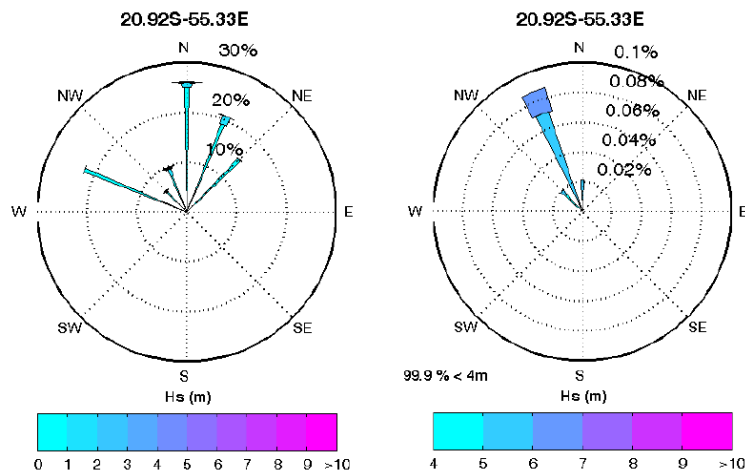 20.92S-55.33E
N
30%
NW
NE
20%
10%
W
E
SW
SE
S
Hs (m)
0 1 2 3 4 5 6 7 8 9 >10
20.92S-55.33E
N
0.1%
NW
0.08%
NE
0.06%
0.04%
0.02%
W
E
SW
SE
S
99.9 % < 4m
Hs (m)
4 5 6 7 8 9 >10